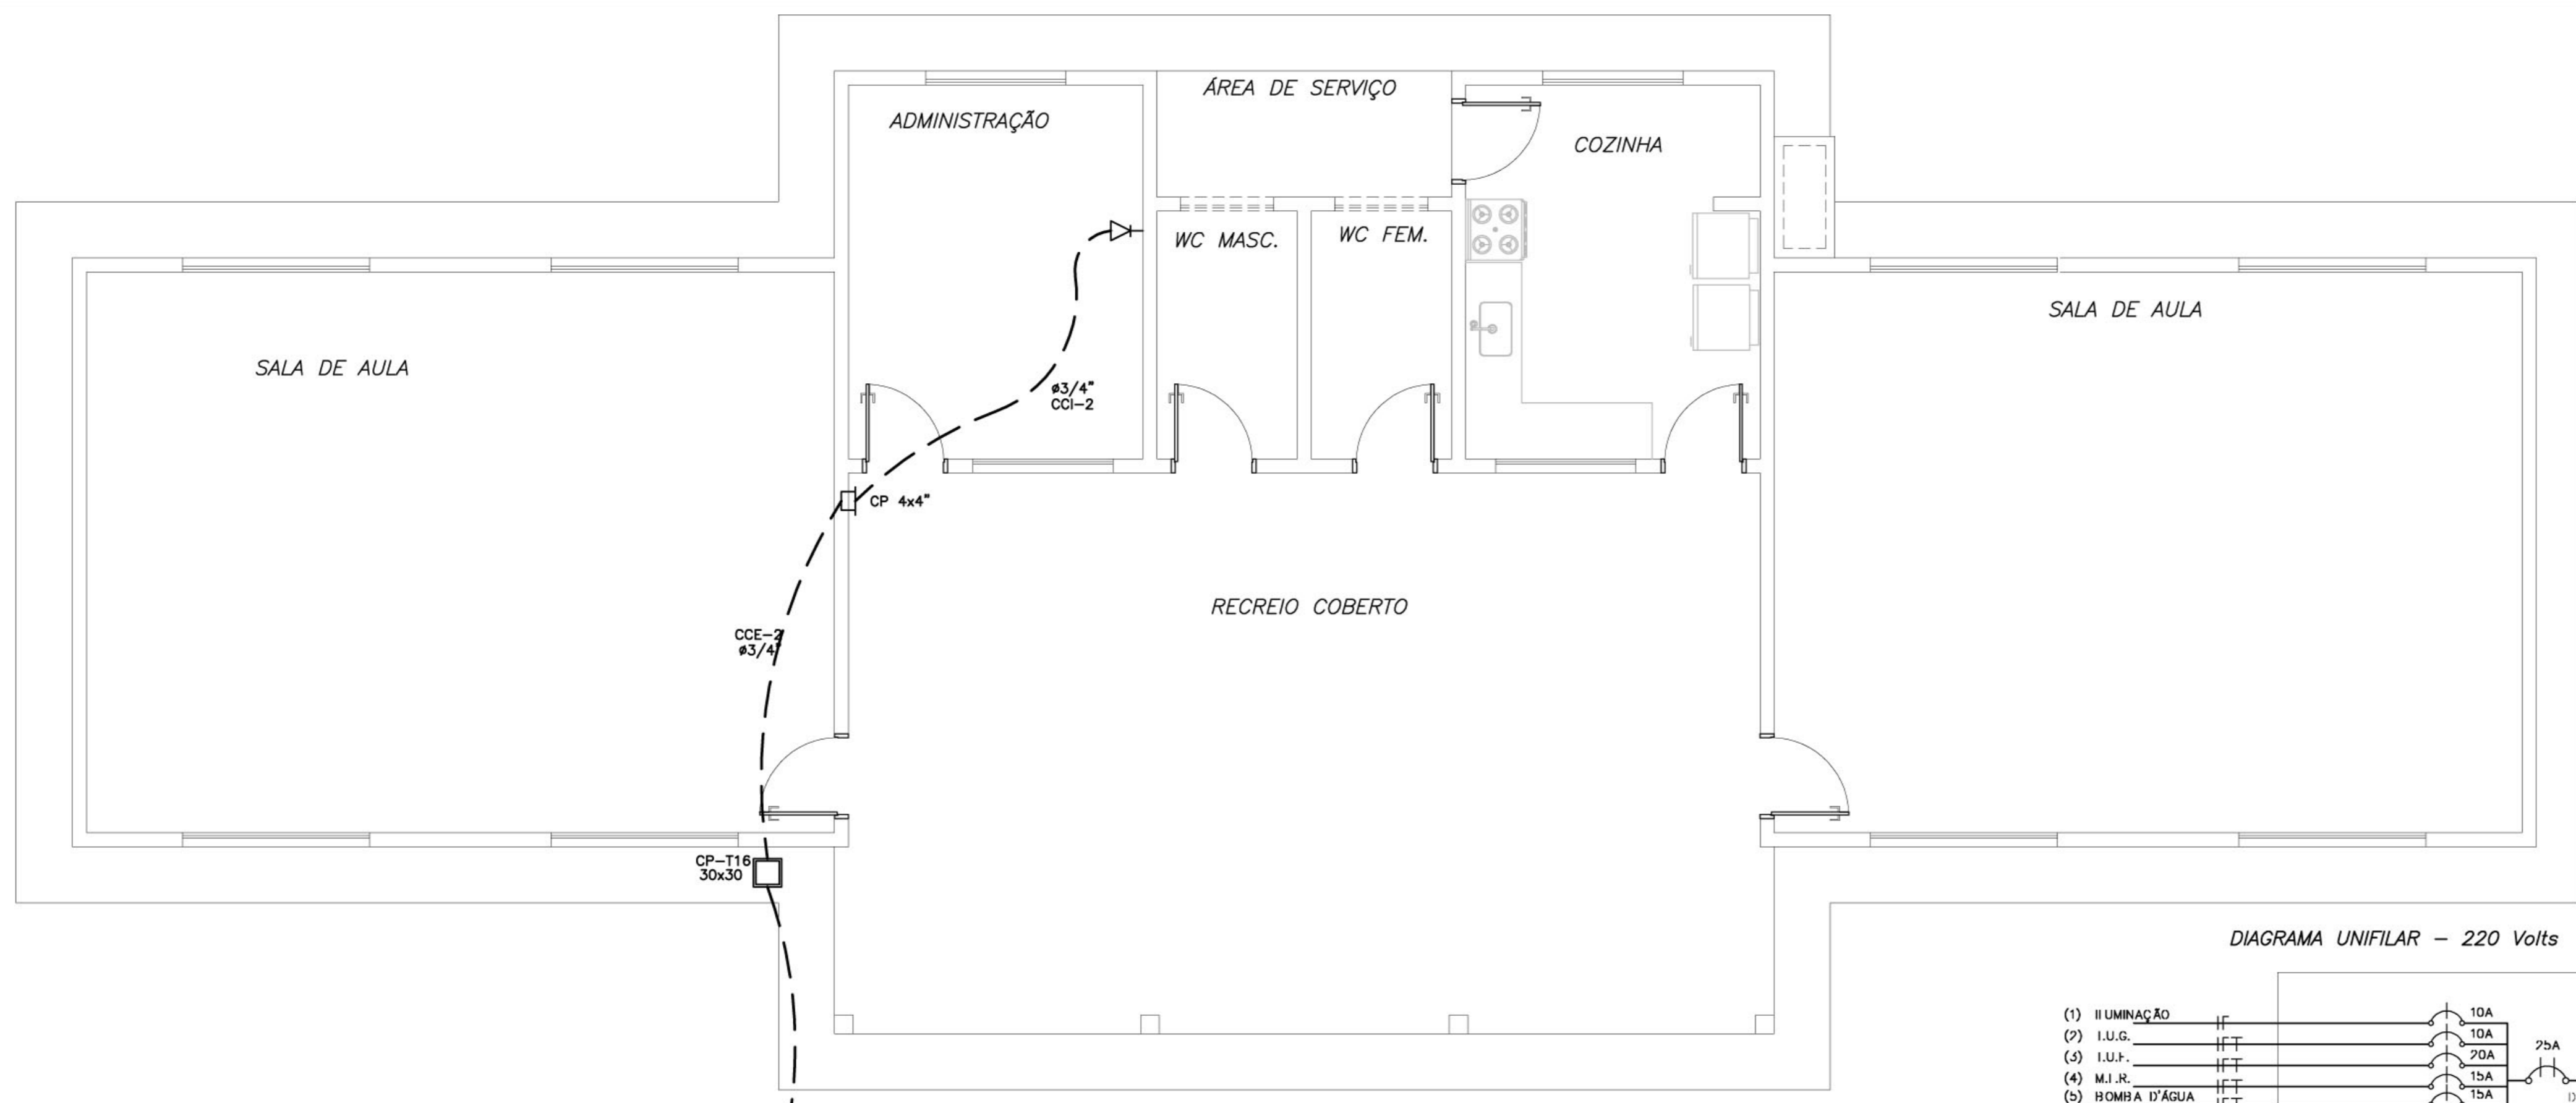 ÁREA DE SERVIÇO
ADMINISTRAÇÃO
COZINHA
WC MASC.
WC FEM.
SALA DE AULA
SALA DE AULA
ø3/4"
CCI-2
CP 4x4"
RECREIO COBERTO
CCE-2
ø3/4"
CP-T16
30x30
DIAGRAMA UNIFILAR - 220 Volts
(1) ILUMINAÇÃO 10A
(2) T.U.G. 10A
25A
(3) T.U.F. 20A
(4) 15A
(5) BOMBA D'ÁGUA 15A